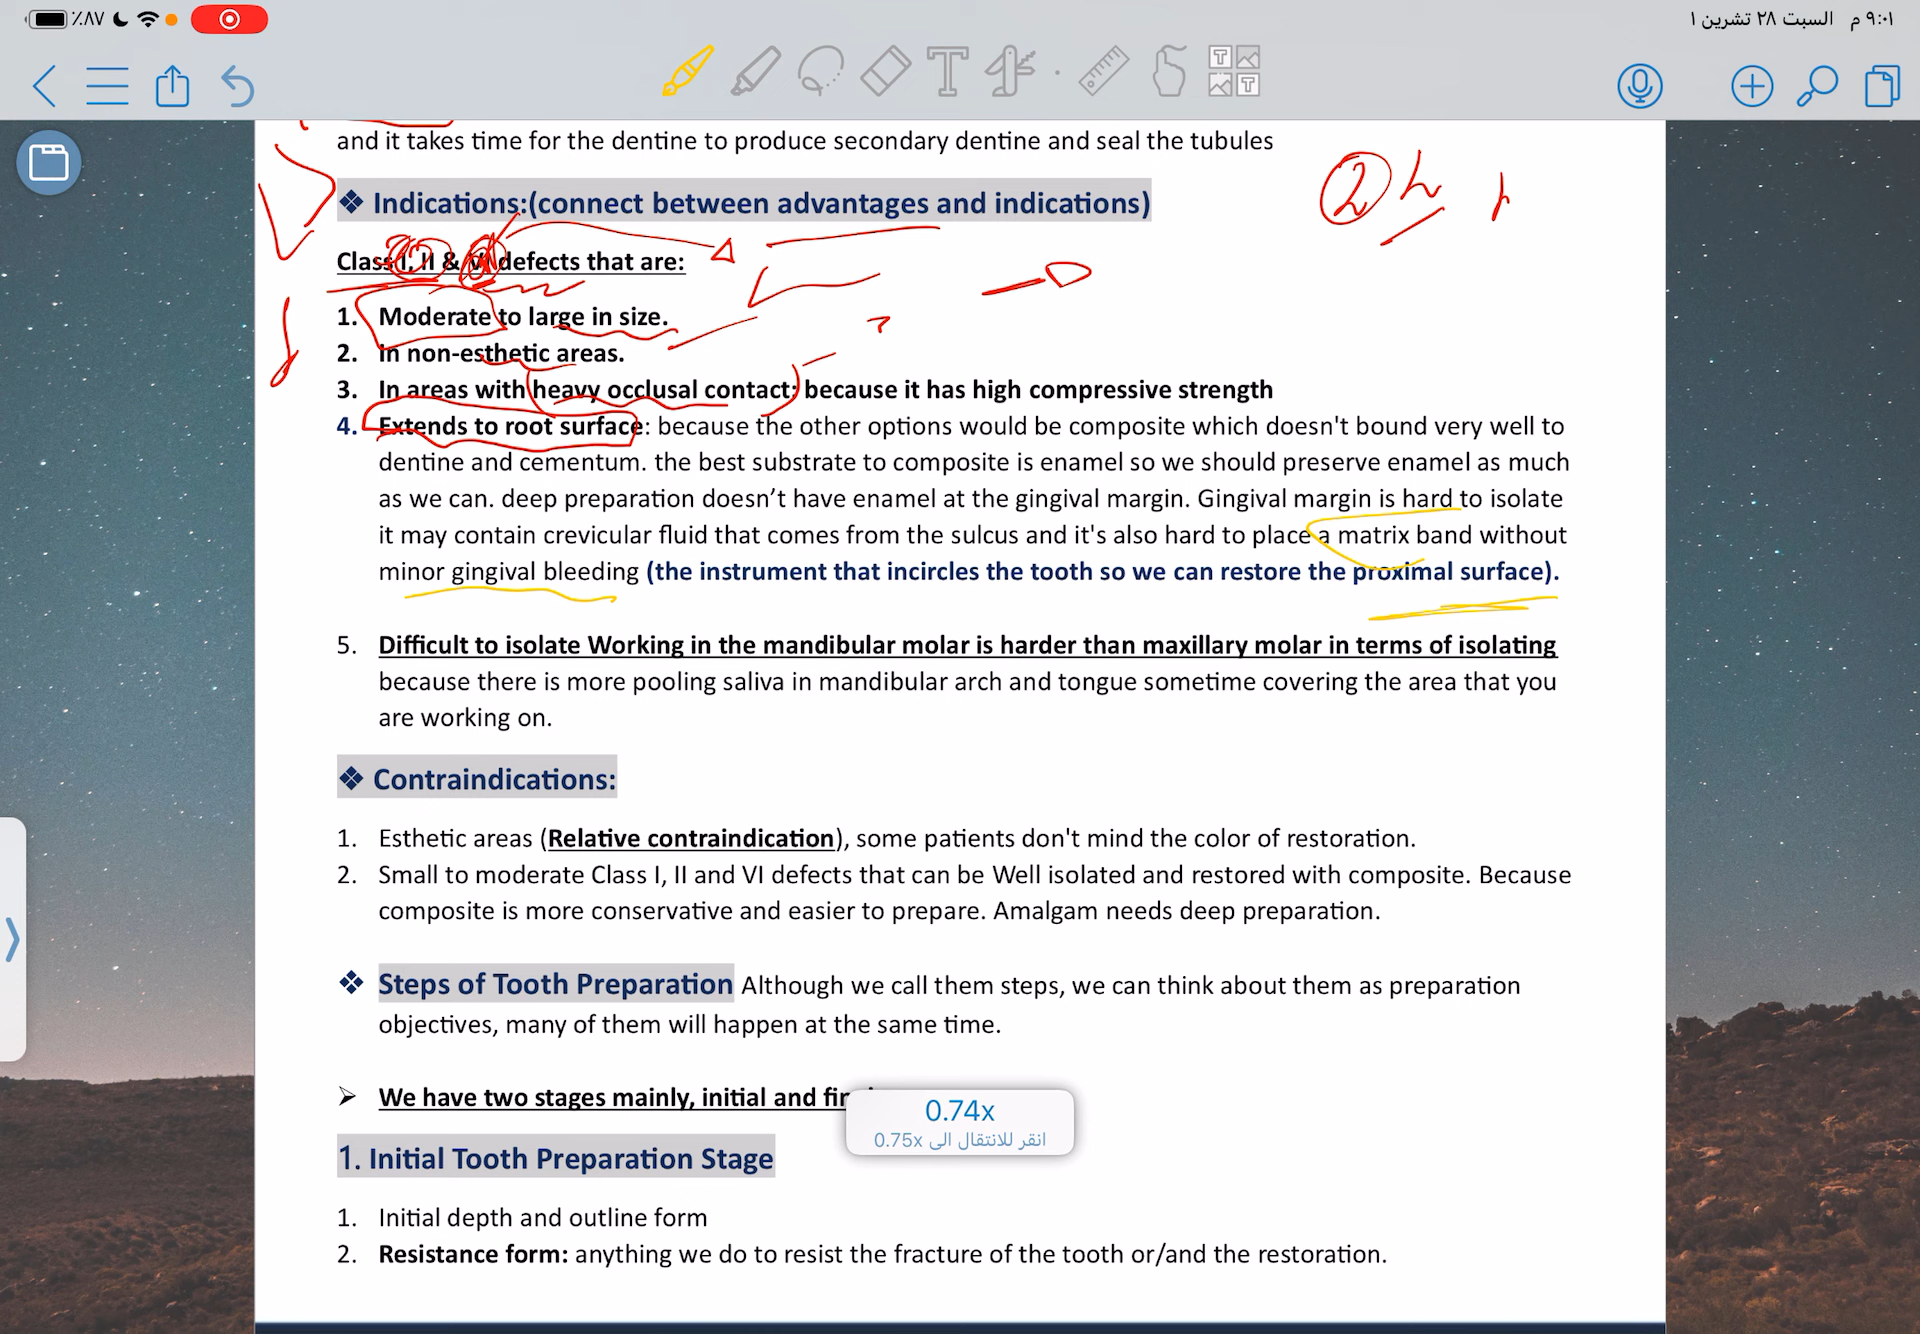 ٪٨٧
٩:٠١ م السبت ٢٨ تشرين ١
and it takes time for the dentine to produce secondary dentine and seal the tubules
2
❖ Indications:(connect between advantages and indications)
Class I, II & VI defects that are:
1. Moderate to large in size.
2. In non-esthetic areas.
3. In areas with heavy occlusal contact: because it has high compressive strength
4. Extends to root surface: because the other options would be composite which doesn't bound very well to
dentine and cementum. the best substrate to composite is enamel so we should preserve enamel as much
as we can. deep preparation doesn’t have enamel at the gingival margin. Gingival margin is hard to isolate
it may contain crevicular fluid that comes from the sulcus and it's also hard to place a matrix band without
minor gingival bleeding (the instrument that incircles the tooth so we can restore the proximal surface).
5. Difficult to isolate Working in the mandibular molar is harder than maxillary molar in terms of isolating
because there is more pooling saliva in mandibular arch and tongue sometime covering the area that you
are working on.
❖ Contraindications:
1. Esthetic areas (Relative contraindication), some patients don't mind the color of restoration.
2. Small to moderate Class I, II and VI defects that can be Well isolated and restored with composite. Because
composite is more conservative and easier to prepare. Amalgam needs deep preparation.
❖ Steps of Tooth Preparation Although we call them steps, we can think about them as preparation
objectives, many of them will happen at the same time.
➢ We have two stages mainly, initial and
0.74x
انقر للانتقال الى 0.75x
1. Initial Tooth Preparation Stage
1. Initial depth and outline form
2. Resistance form: anything we do to resist the fracture of the tooth or/and the restoration.